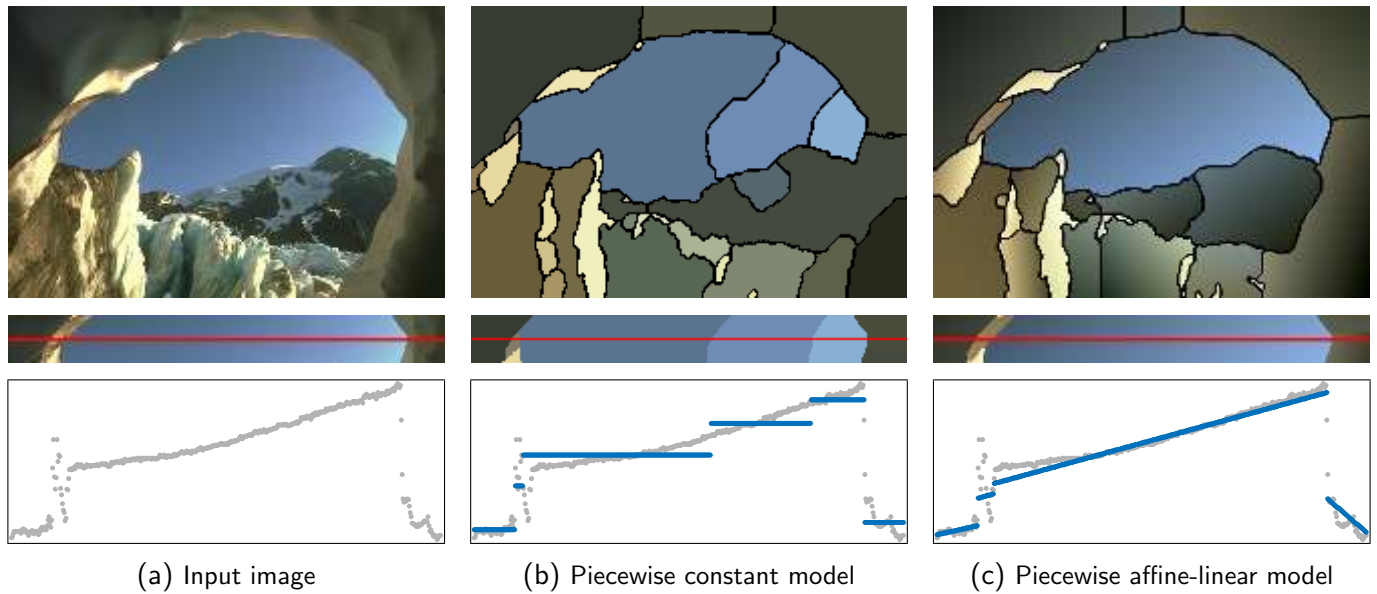 (a) Input image
(b) Piecewise constant model
(c) Piecewise affine-linear model